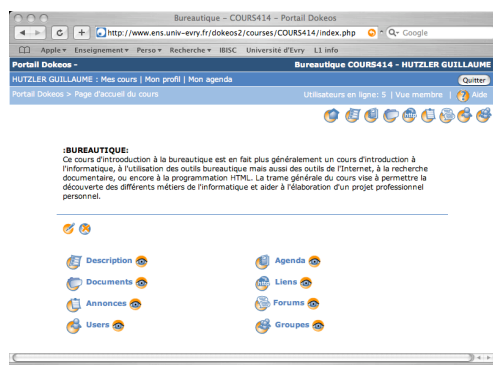 Bureautique – COURS414 – Portail Dokeos
http://www.ens.univ-evry.fr/dokeos2/courses/COURS414/index.php
Google
Apple Enseignement Perso Recherche IBISC Université d'Evry L1 info
Portail Dokeos - Bureautique COURS414 - HUTZLER GUILLAUME
HUTZLER GUILLAUME : Mes cours | Mon profil | Mon agenda Quitter
Portail Dokeos > Page d'accueil du cours Utilisateurs en ligne: 5 | Vue membre | Aide
:BUREAUTIQUE:
Ce cours d'introduction à la bureautique est en fait plus généralement un cours d'introduction à
l'informatique, à l'utilisation des outils bureautique mais aussi des outils de l'Internet, à la recherche
documentaire, ou encore à la programmation HTML. La trame générale du cours vise à permettre la
découverte des différents métiers de l'informatique et aider à l'élaboration d'un projet professionnel
personnel.
Description Agenda
Documents Liens
Annonces Forums
Users Groupes